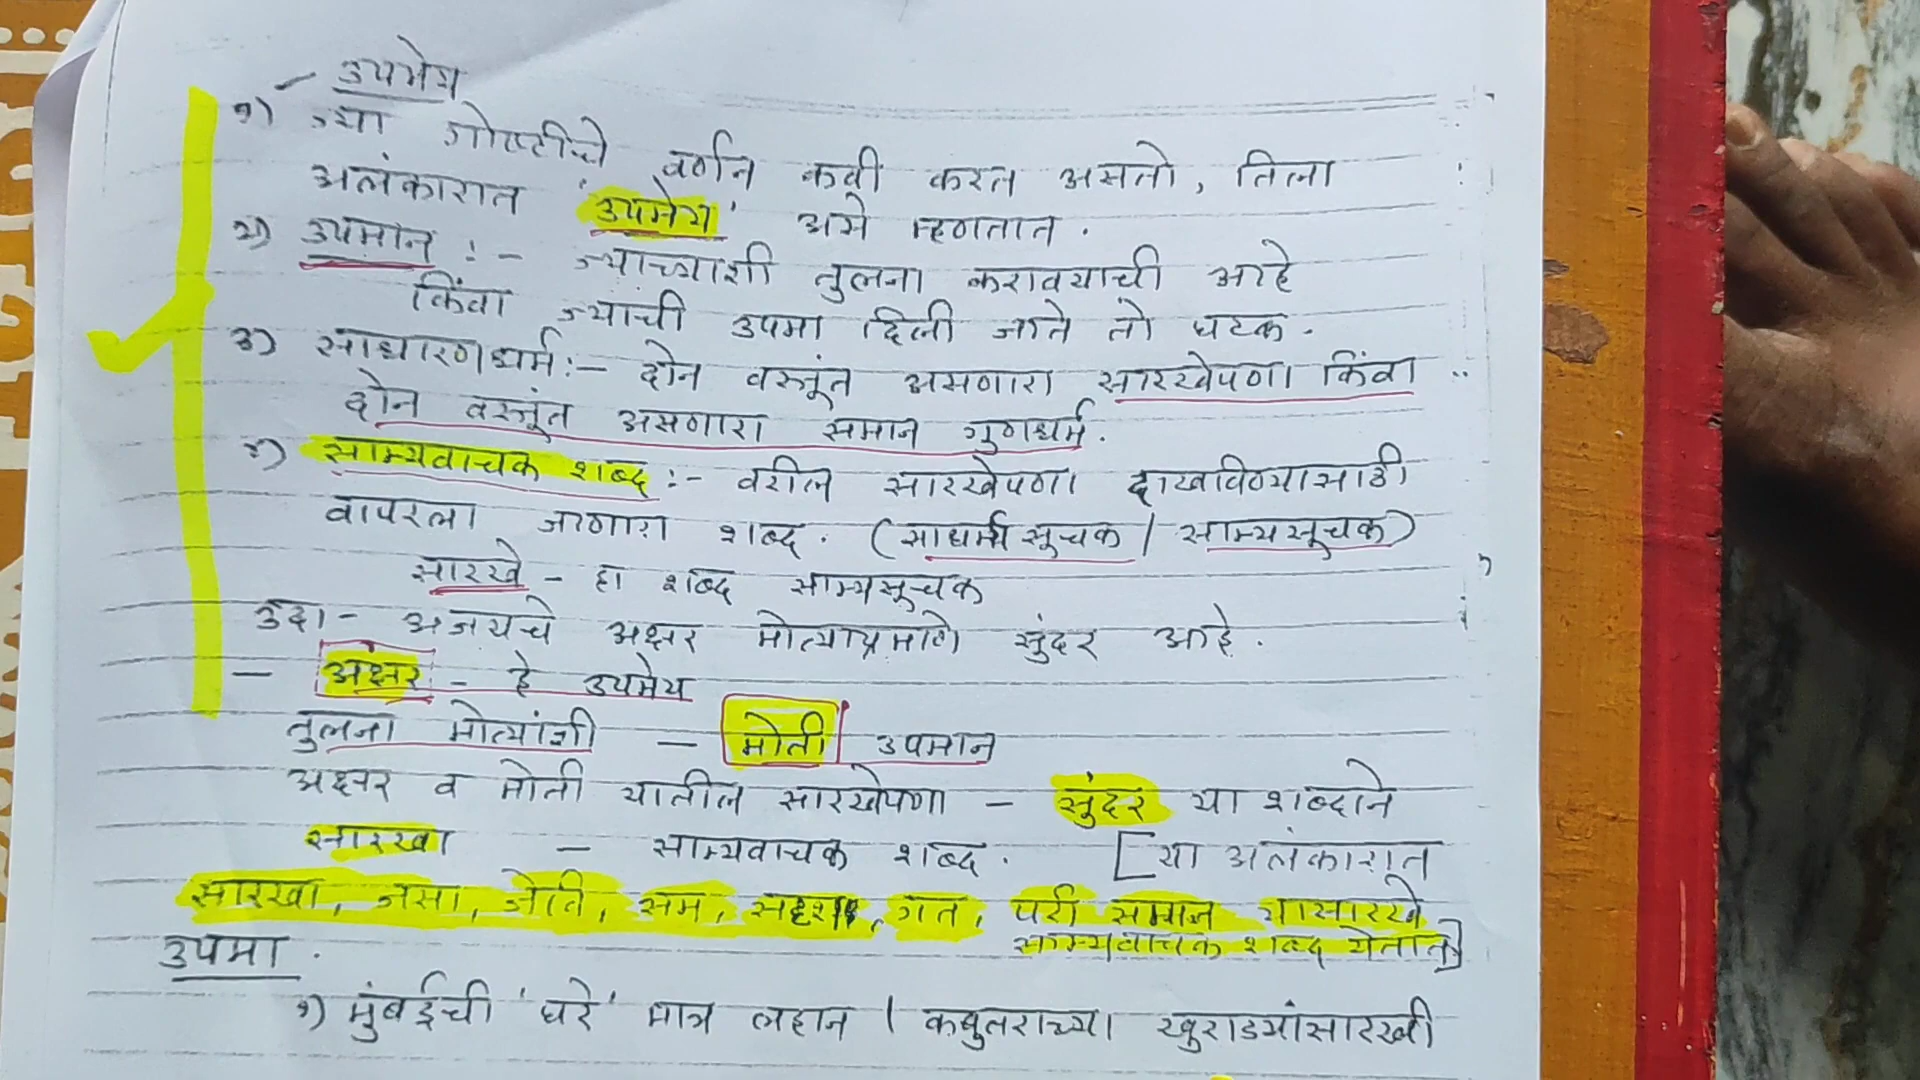 - उपमेय
१) ज्या गोष्टीचे वर्णन कवी करत असतो, तिला
अलंकारात 'उपमेय' असे म्हणतात.
२) उपमान :- ज्याच्याशी तुलना करावयाची आहे
किंवा ज्याची उपमा दिली जाते तो घटक.
३) साधारणधर्म:- दोन वस्तूंत असणारा सारखेपणा किंवा
दोन वस्तूंत असणारा समान गुणधर्म.
४) साम्यवाचक शब्द :- वरील सारखेपणा दाखविण्यासाठी
वापरला जाणारा शब्द. (साधर्म्यसूचक / साम्यसूचक)
सारखे - हा शब्द साम्यसूचक
उदा- अजयचे अक्षर मोत्याप्रमाणे सुंदर आहे.
- अक्षर - हे उपमेय
तुलना मोत्यांशी - मोती उपमान
अक्षर व मोती यातील सारखेपणा - सुंदर या शब्दाने
सारखा - साम्यवाचक शब्द. [या अलंकारात
सारखा, जसा, जेवि, सम, सदृश, गत, परी समान यासारखे
साम्यवाचक शब्द येतात]
उपमा.
१) मुंबईची 'घरे' मात्र लहान | कबुतराच्या खुराड्यांसारखी